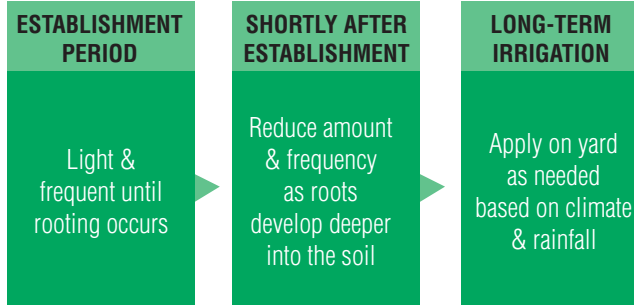 ESTABLISHMENT
PERIOD
Light &
frequent until
rooting occurs
SHORTLY AFTER
ESTABLISHMENT
Reduce amount
& frequency
as roots
develop deeper
into the soil
LONG-TERM
IRRIGATION
Apply on yard
as needed
based on climate
& rainfall